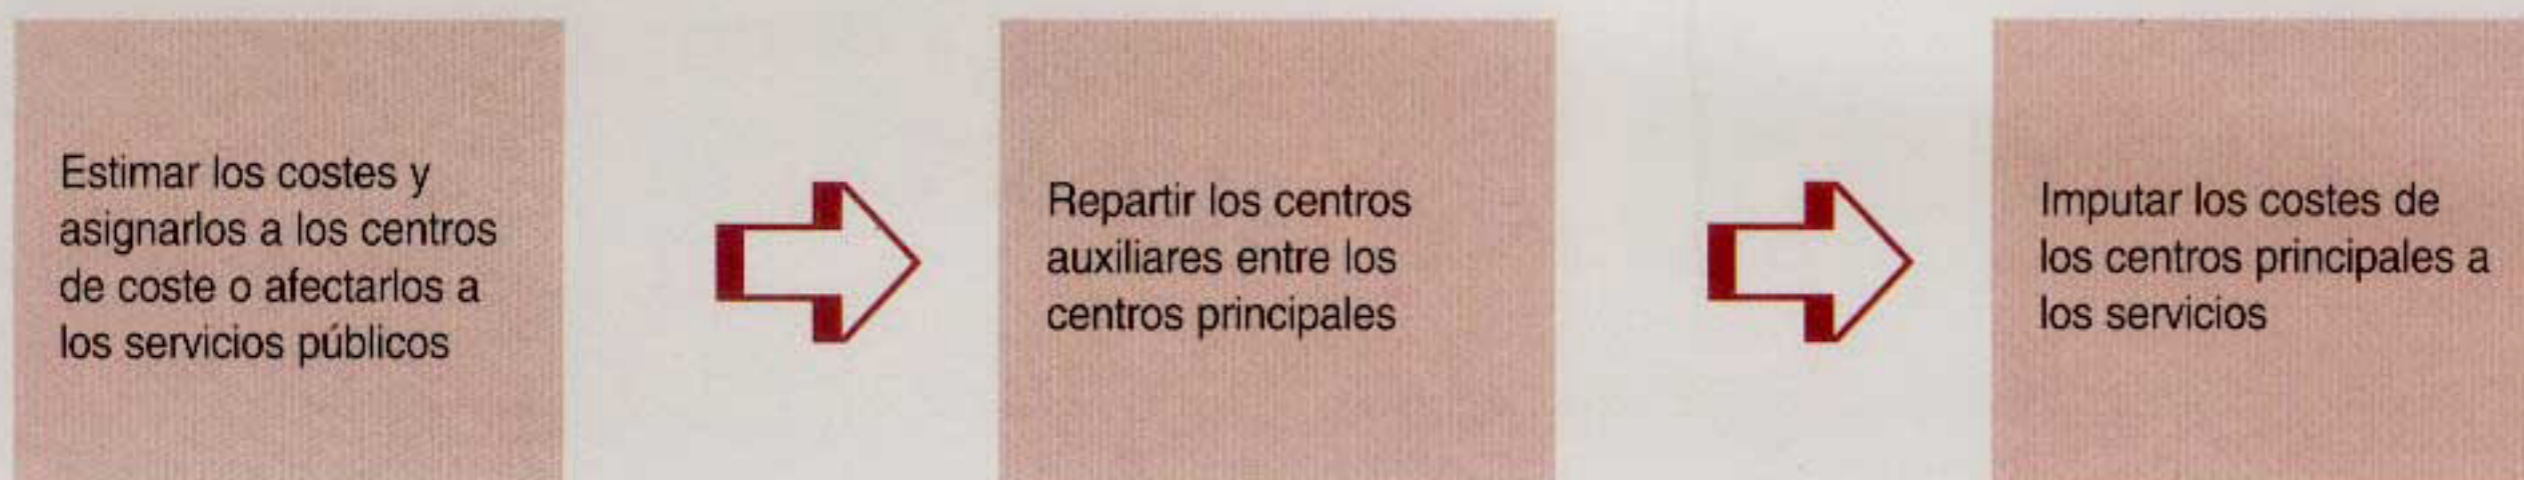 Estimar los costes y
asignarlos a los centros
de coste o afectarlos a
los servicios públicos
Repartir los centros
auxiliares entre los
centros principales
Imputar los costes de
los centros principales a
los servicios